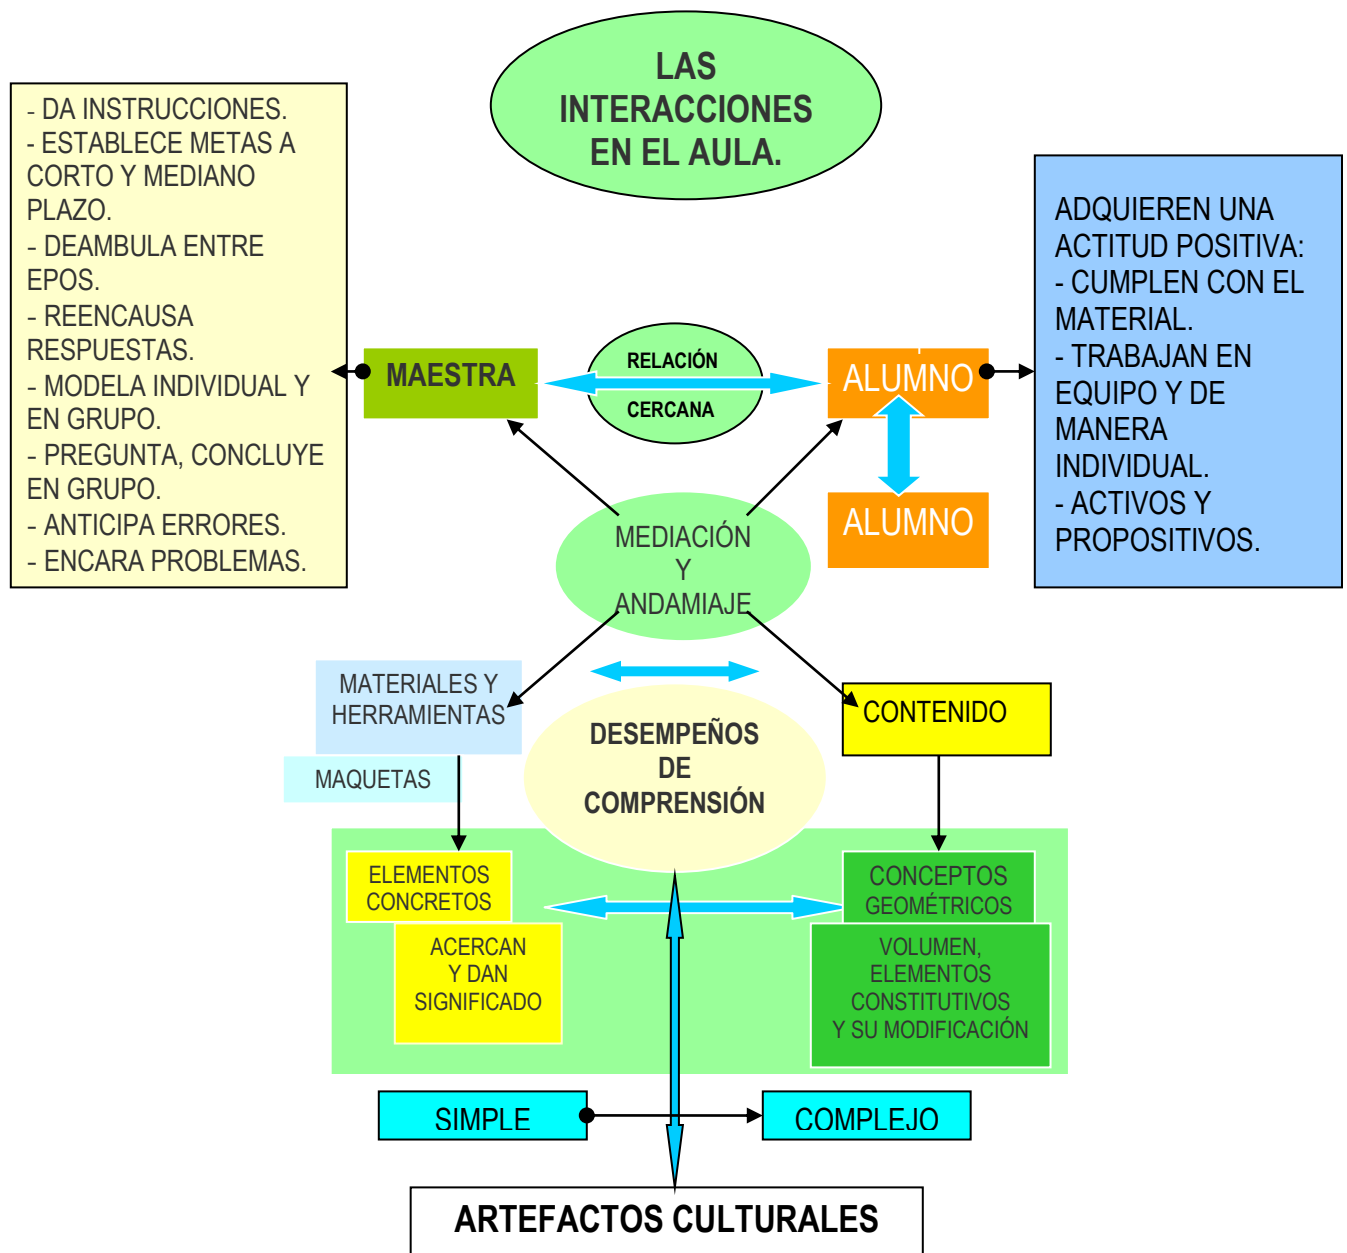 LAS
INTERACCIONES
EN EL AULA.
- DA INSTRUCCIONES.
- ESTABLECE METAS A
CORTO Y MEDIANO
PLAZO.
- DEAMBULA ENTRE
EPOS.
- REENCAUSA
RESPUESTAS.
- MODELA INDIVIDUAL Y
EN GRUPO.
- PREGUNTA, CONCLUYE
EN GRUPO.
- ANTICIPA ERRORES.
- ENCARA PROBLEMAS.
MAESTRA
RELACIÓN
CERCANA
ALUMNO
ALUMNO
ADQUIEREN UNA
ACTITUD POSITIVA:
- CUMPLEN CON EL
MATERIAL.
- TRABAJAN EN
EQUIPO Y DE
MANERA
INDIVIDUAL.
- ACTIVOS Y
PROPOSITIVOS.
MEDIACIÓN
Y
ANDAMIAJE
MATERIALES Y
HERRAMIENTAS
MAQUETAS
DESEMPEÑOS
DE
COMPRENSIÓN
CONTENIDO
ELEMENTOS
CONCRETOS
ACERCAN
Y DAN
SIGNIFICADO
CONCEPTOS
GEOMÉTRICOS
VOLUMEN,
ELEMENTOS
CONSTITUTIVOS
Y SU MODIFICACIÓN
SIMPLE
COMPLEJO
ARTEFACTOS CULTURALES